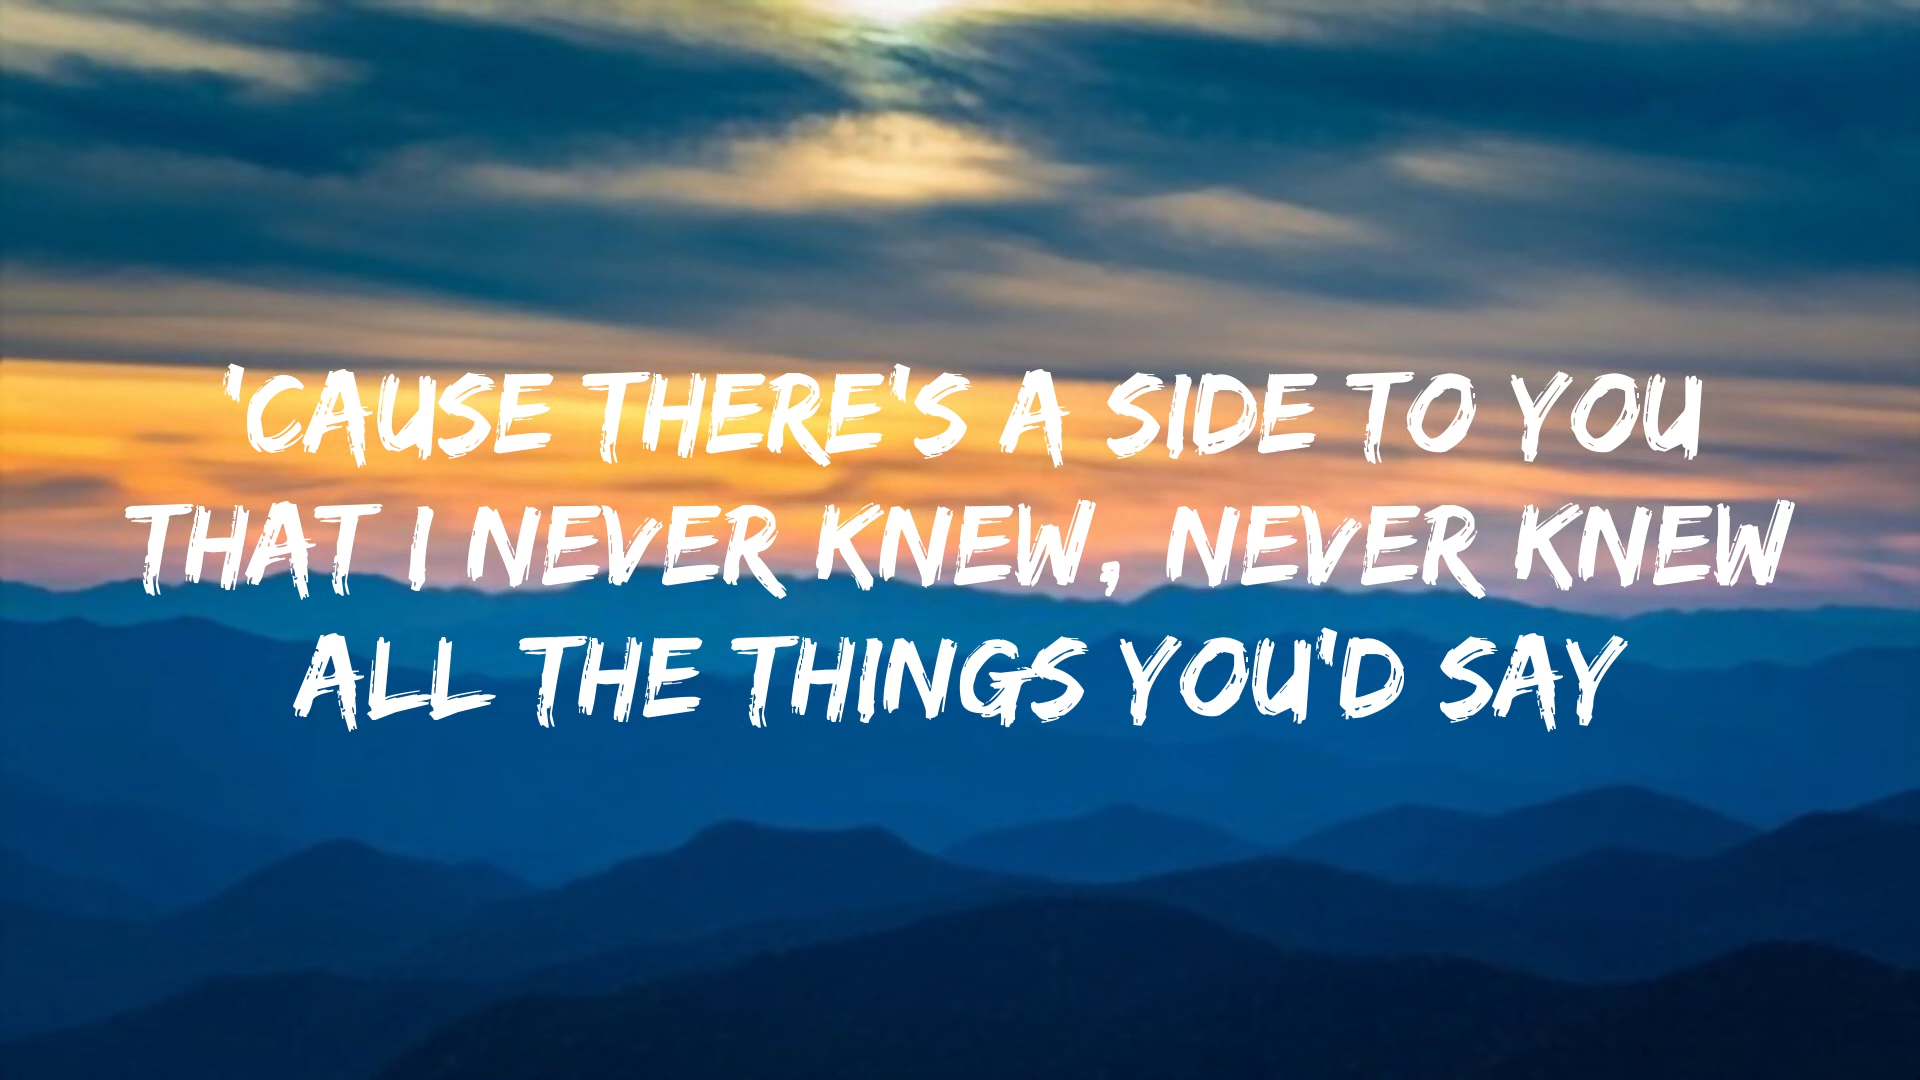 'CAUSE THERE'S A SIDE TO YOU
THAT I NEVER KNEW, NEVER KNEW
ALL THE THINGS YOU'D SAY